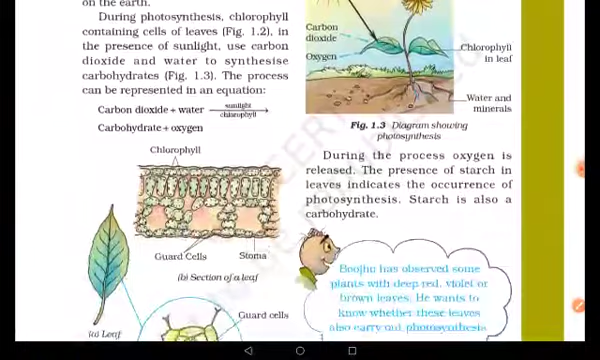 on the earth.
During photosynthesis, chlorophyll
containing cells of leaves (Fig. 1.2), in
the presence of sunlight, use carbon
dioxide and water to synthesise
carbohydrates (Fig. 1.3). The process
can be represented in an equation:
Carbon dioxide + water sunlight
chlorophyll
Carbohydrate + oxygen
Chlorophyll
Guard Cells
Stoma
(b) Section of a leaf
(a) Leaf
Guard cells
Carbon
dioxide
Oxygen
Chlorophyll
in leaf
Water and
minerals
Fig. 1.3 Diagram showing
photosynthesis
During the process oxygen is
released. The presence of starch in
leaves indicates the occurrence of
photosynthesis. Starch is also a
carbohydrate.
Boojho has observed some
plants with deep red, violet or
brown leaves. He wants to
know whether these leaves
also carry out photosynthesis